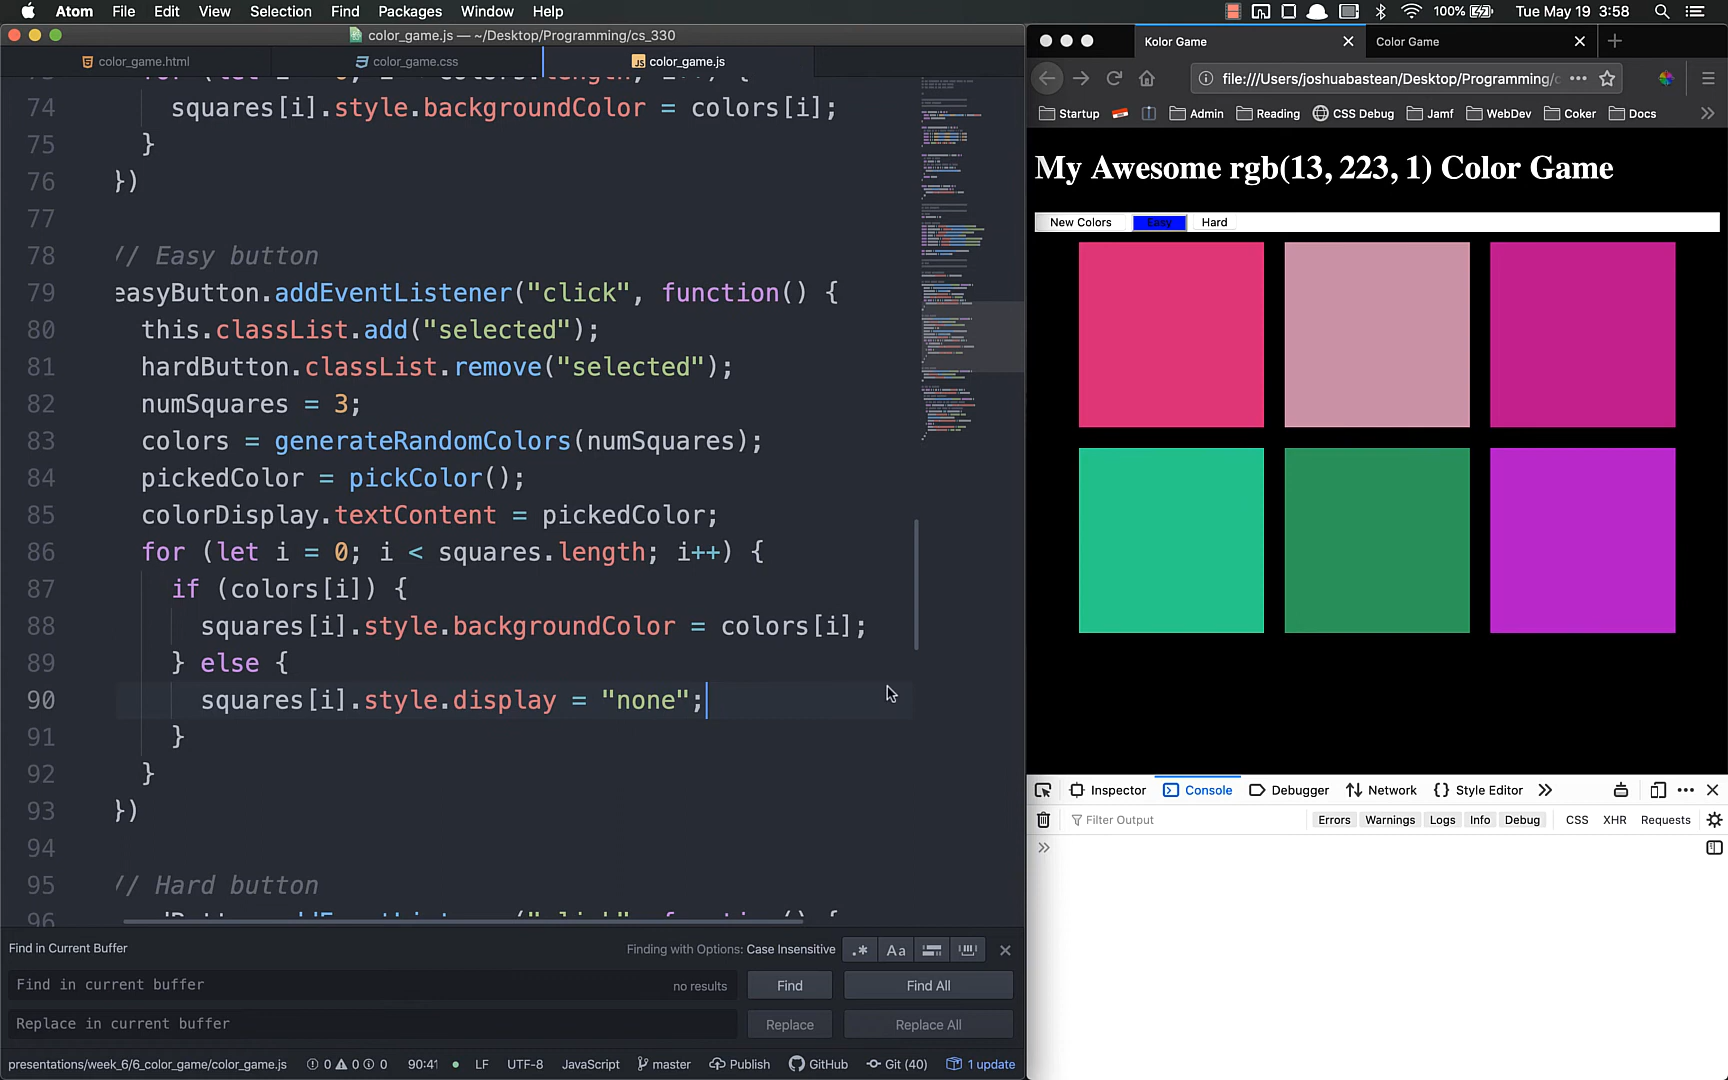 Atom File Edit View Selection Find Packages Window Help
100% Tue May 19 3:58
color_game.js — ~/Desktop/Programming/cs_330
color_game.html color_game.css color_game.js
74 squares[i].style.backgroundColor = colors[i];
75 }
76 })
77
78 // Easy button
79 easyButton.addEventListener("click", function() {
80 this.classList.add("selected");
81 hardButton.classList.remove("selected");
82 numSquares = 3;
83 colors = generateRandomColors(numSquares);
84 pickedColor = pickColor();
85 colorDisplay.textContent = pickedColor;
86 for (let i = 0; i < squares.length; i++) {
87 if (colors[i]) {
88 squares[i].style.backgroundColor = colors[i];
89 } else {
90 squares[i].style.display = "none";
91 }
92 }
93 })
94
95 // Hard button
96
Find in Current Buffer
Finding with Options: Case Insensitive
.* Aa
Find in current buffer
no results
Find Find All
Replace in current buffer
Replace Replace All
presentations/week_6/6_color_game/color_game.js 0 0 0 90:41 LF UTF-8 JavaScript master Publish GitHub Git (40) 1 update
Kolor Game Color Game
file:///Users/joshuabastean/Desktop/Programming/
Startup Admin Reading CSS Debug Jamf WebDev Coker Docs
My Awesome rgb(13, 223, 1) Color Game
New Colors Easy Hard
Inspector Console Debugger Network {} Style Editor
Filter Output
Errors Warnings Logs Info Debug CSS XHR Requests